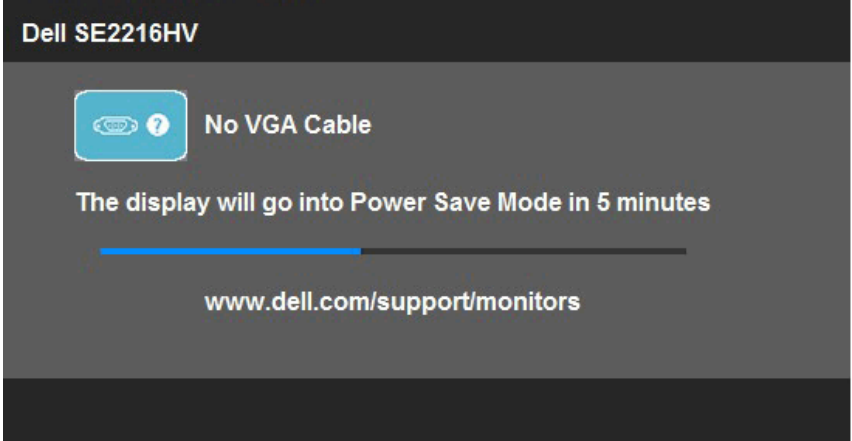 Dell SE2216HV
? No VGA Cable
The display will go into Power Save Mode in 5 minutes
www.dell.com/support/monitors